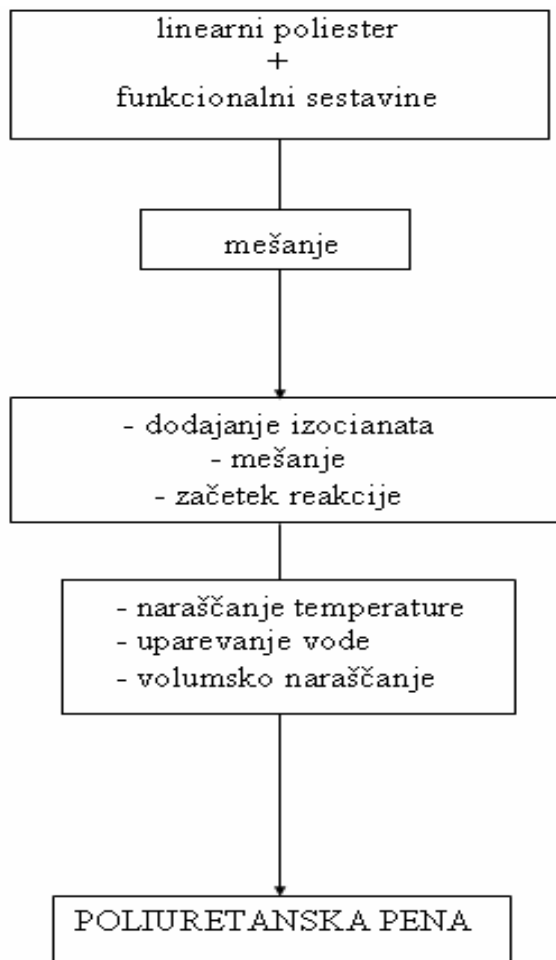 linearni poliester
+
funkcionalni sestavine
mešanje
- dodajanje izocianata
- mešanje
- začetek reakcije
- naraščanje temperature
- uparevanje vode
- volumsko naraščanje
POLIURETANSKA PENA